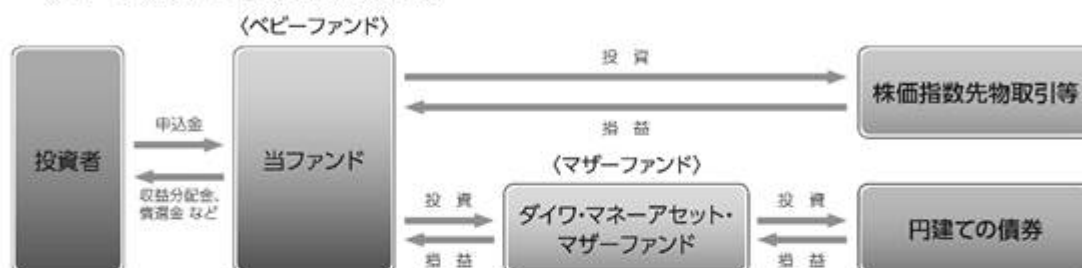 〈ベビーファンド〉
投 資
株価指数先物取引等
損 益
申込金
投資者
当ファンド
収益分配金、
償還金 など
〈マザーファンド〉
投 資
ダイワ・マネーアセット・
マザーファンド
投 資
円建ての債券
損 益
損 益